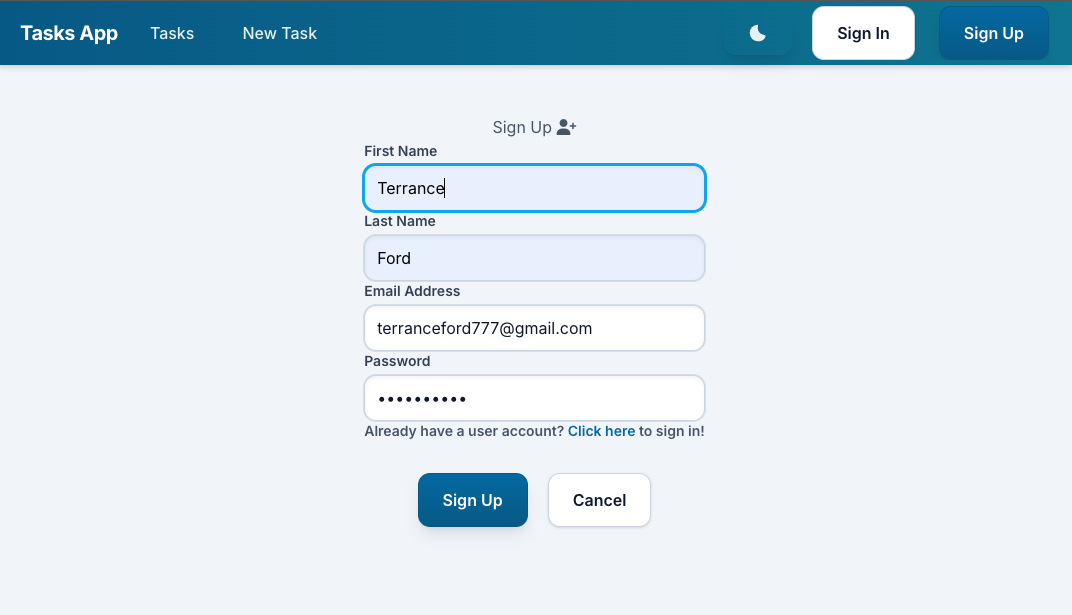 Tasks App Tasks New Task Sign In Sign Up
Sign Up
First Name
Terrance
Last Name
Ford
Email Address
terranceford777@gmail.com
Password
••••••••••
Already have a user account? Click here to sign in!
Sign Up Cancel